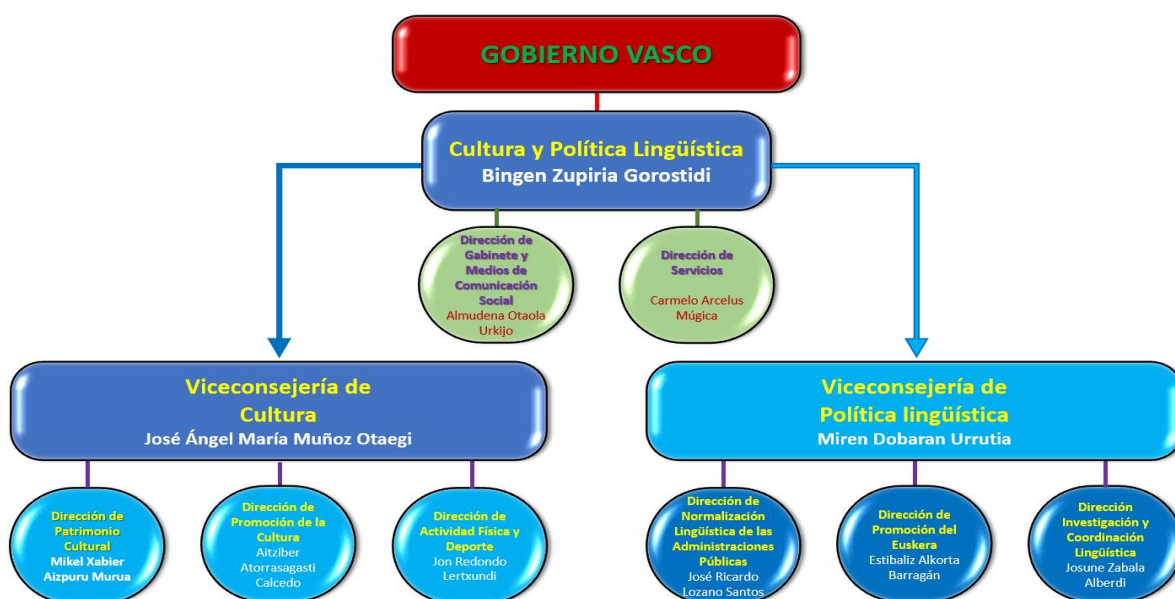 GOBIERNO VASCO
Cultura y Política Lingüística
Bingen Zupiria Gorostidi
Dirección de
Gabinete y
Medios de
Comunicación
Social
Almudena Otaola
Urkijo
Dirección de
Servicios
Carmelo Arcelus
Múgica
Viceconsejería de
Cultura
José Ángel María Muñoz Otaegi
Viceconsejería de
Política lingüística
Miren Dobaran Urrutia
Dirección de
Patrimonio
Cultural
Mikel Xabier
Aizpuru Murua
Dirección de
Promoción de la
Cultura
Aitziber
Atorrasagasti
Calcedo
Dirección de
Actividad Física y
Deporte
Jon Redondo
Lertxundi
Dirección de
Normalización
Lingüística de las
Administraciones
Públicas
José Ricardo
Lozano Santos
Dirección de
Promoción del
Euskera
Estibaliz Alkorta
Barragán
Dirección
Investigación y
Coordinación
Lingüística
Josune Zabala
Alberdi